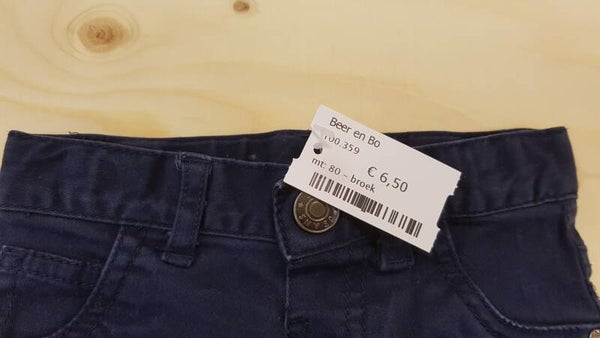 Beer en Bo
100.359
€ 6,50
mt: 80 – broek